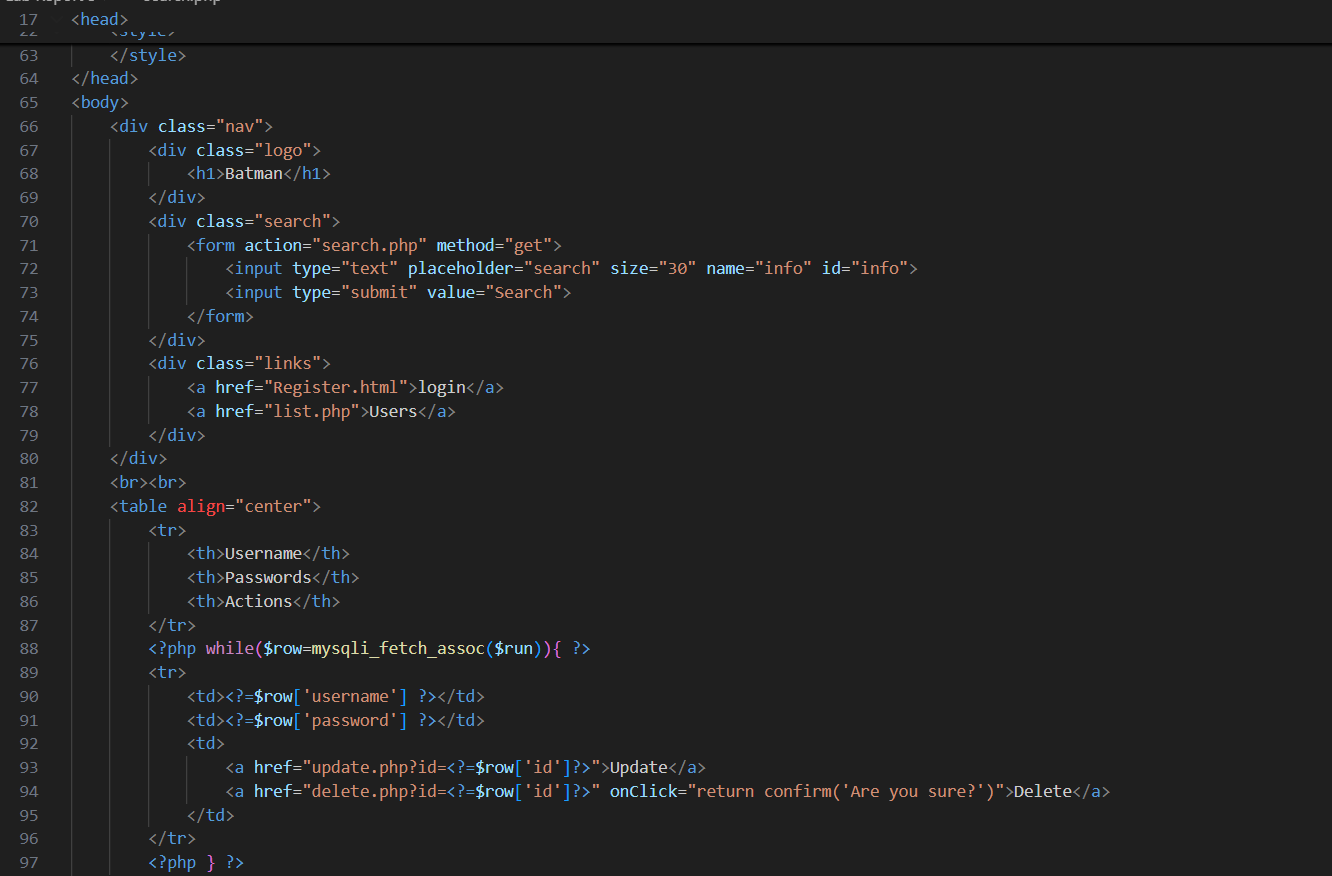 17 <head>
22 <style>
63 </style>
64 </head>
65 <body>
66 <div class="nav">
67 <div class="logo">
68 <h1>Batman</h1>
69 </div>
70 <div class="search">
71 <form action="search.php" method="get">
72 <input type="text" placeholder="search" size="30" name="info" id="info">
73 <input type="submit" value="Search">
74 </form>
75 </div>
76 <div class="links">
77 <a href="Register.html">login</a>
78 <a href="list.php">Users</a>
79 </div>
80 </div>
81 <br><br>
82 <table align="center">
83 <tr>
84 <th>Username</th>
85 <th>Passwords</th>
86 <th>Actions</th>
87 </tr>
88 <?php while($row=mysqli_fetch_assoc($run)){ ?>
89 <tr>
90 <td><?=$row['username'] ?></td>
91 <td><?=$row['password'] ?></td>
92 <td>
93 <a href="update.php?id=<?=$row['id']?>">Update</a>
94 <a href="delete.php?id=<?=$row['id']?>" onClick="return confirm('Are you sure?')">Delete</a>
95 </td>
96 </tr>
97 <?php } ?>